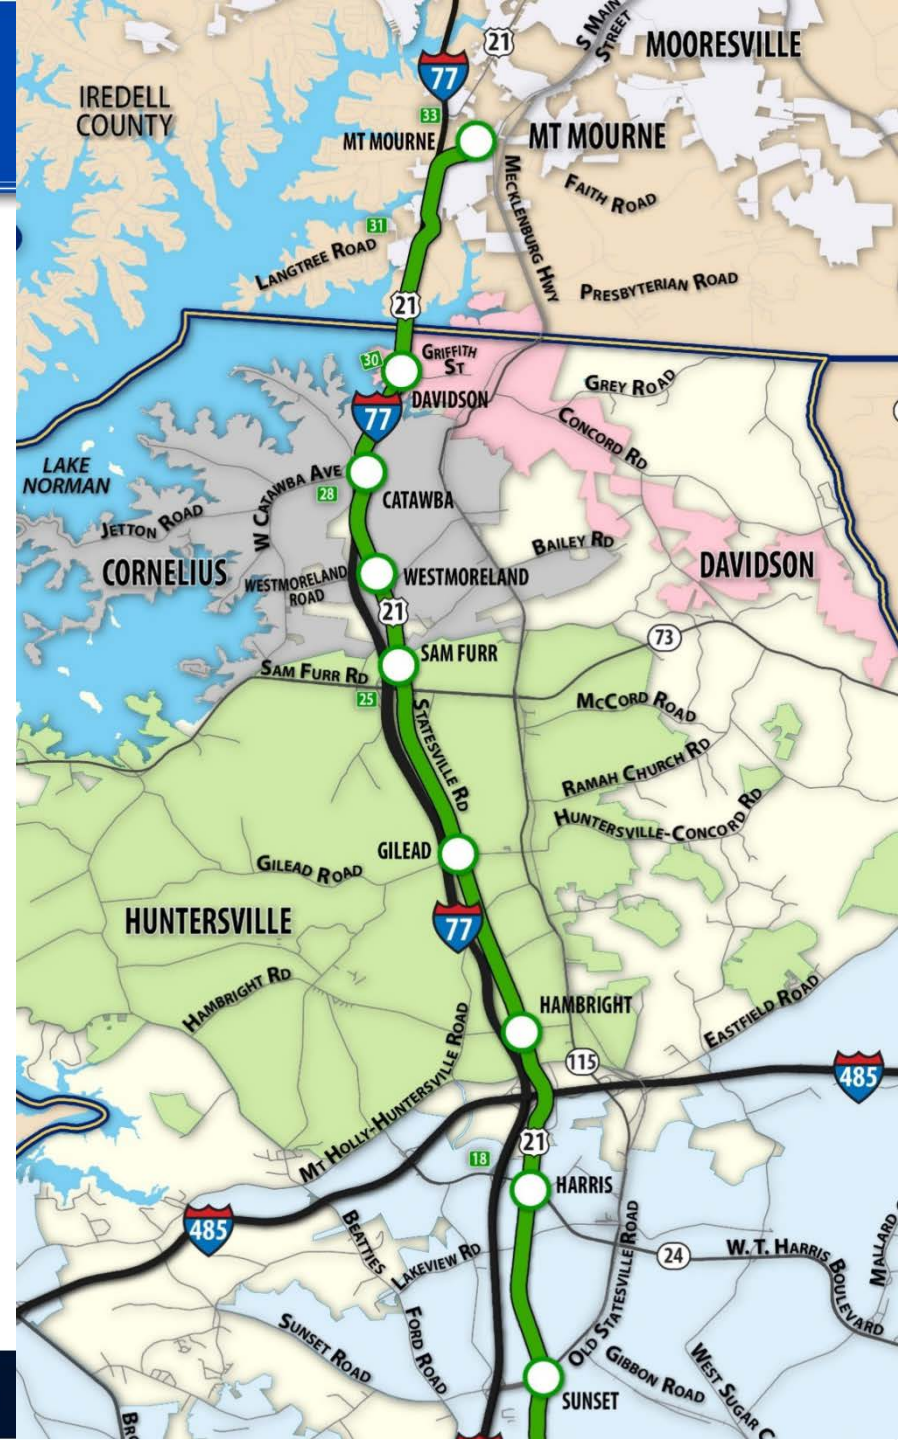 21
S MAIN
STREET
MOORESVILLE
77
IREDELL
COUNTY
33
MT MOURNE
MT MOURNE
MECKLENBURG HWY
FAITH ROAD
31
LANGTREE ROAD
PRESBYTERIAN ROAD
21
30
GRIFFITH
ST
GREY ROAD
DAVIDSON
77
CONCORD RD
LAKE
NORMAN
W CATAWBA AVE
28
CATAWBA
JETTON ROAD
BAILEY RD
CORNELIUS
WESTMORELAND
ROAD
WESTMORELAND
DAVIDSON
21
73
SAM FURR
SAM FURR RD
25
STATESVILLE RD
MCCORD ROAD
RAMAH CHURCH RD
HUNTERSVILLE-CONCORD RD
GILEAD
GILEAD ROAD
HUNTERSVILLE
77
HAMBRIGHT RD
HAMBRIGHT
EASTFIELD ROAD
MT HOLLY-HUNTERSVILLE ROAD
115
485
21
18
HARRIS
485
BEATTIES
FORD ROAD
LAKEVIEW RD
OLD STATESVILLE ROAD
24
W. T. HARRIS
BOULEVARD
MALLARD
SUNSET ROAD
GIBBON ROAD
WEST SUGAR C
SUNSET
BR